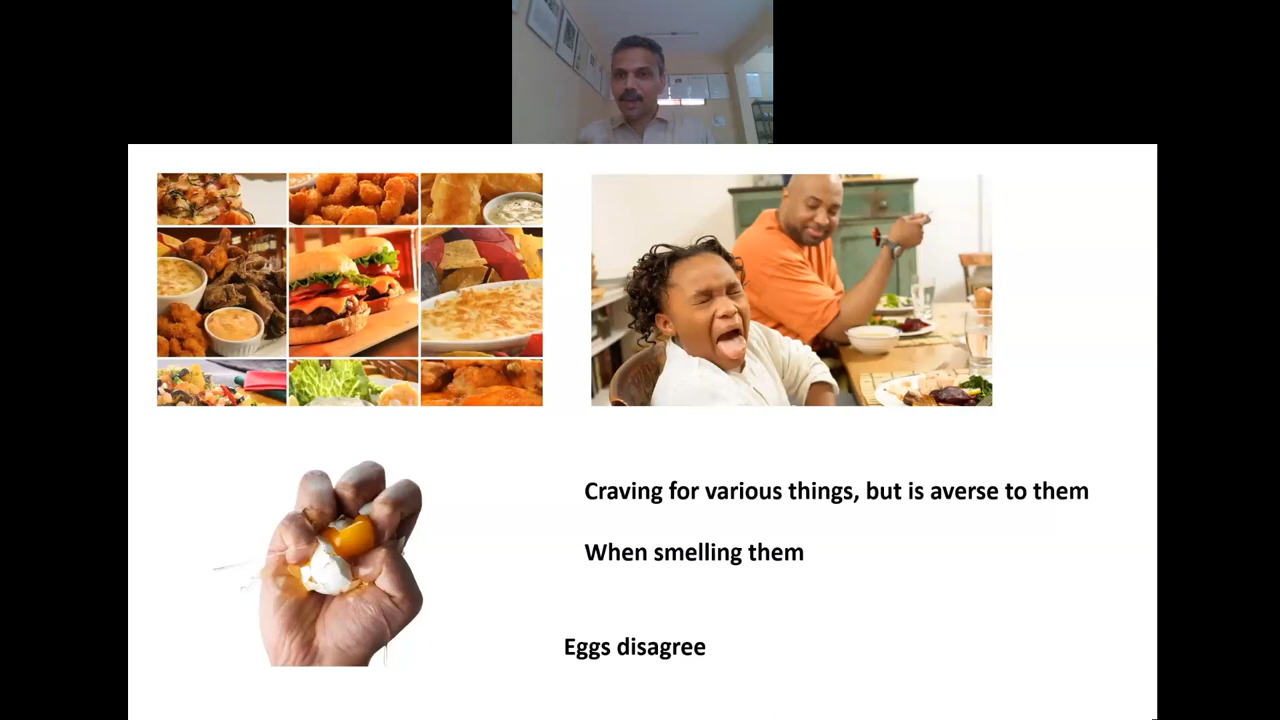 Craving for various things, but is averse to them
When smelling them
Eggs disagree